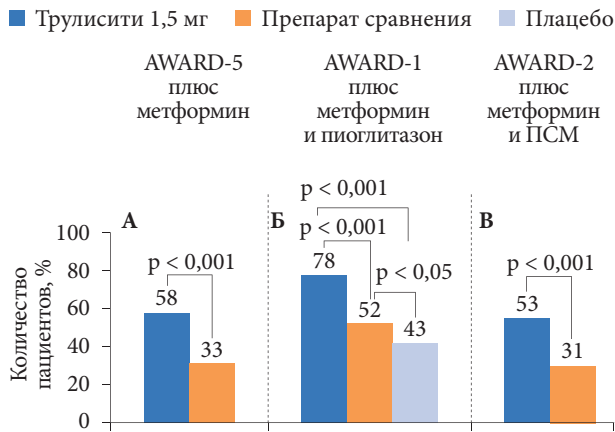 Трулисити 1,5 мг Препарат сравнения Плацебо
AWARD-5
плюс
метформин
AWARD-1
плюс
метформин
и пиоглитазон
AWARD-2
плюс
метформин
и ПСМ
Количество
пациентов, %
100
80
60
40
20
0
А
p < 0,001
58
33
Б
p < 0,001
p < 0,001
p < 0,05
78
52
43
В
p < 0,001
53
31